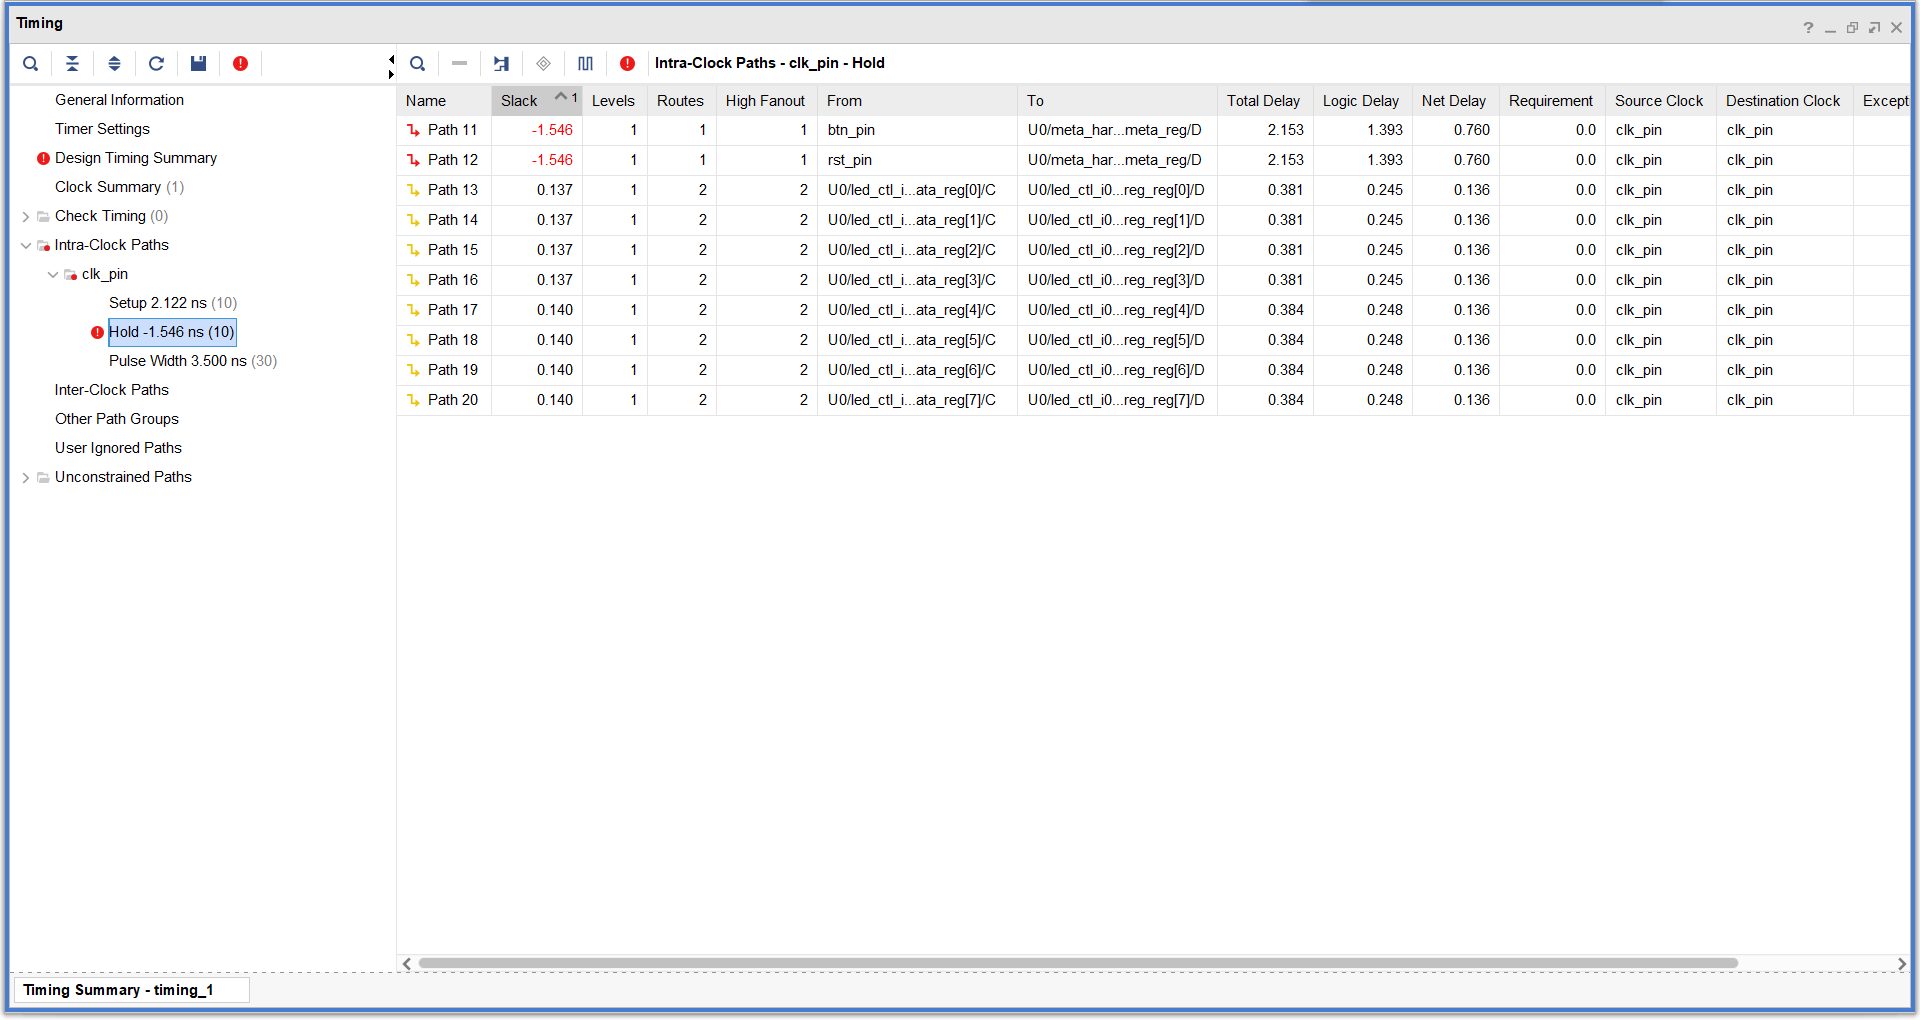 Timing
Intra-Clock Paths - clk_pin - Hold
General Information
Timer Settings
Design Timing Summary
Clock Summary (1)
Check Timing (0)
Intra-Clock Paths
clk_pin
Setup 2.122 ns (10)
Hold -1.546 ns (10)
Pulse Width 3.500 ns (30)
Inter-Clock Paths
Other Path Groups
User Ignored Paths
Unconstrained Paths
Name Slack 1 Levels Routes High Fanout From To Total Delay Logic Delay Net Delay Requirement Source Clock Destination Clock Except
Path 11 -1.546 1 1 1 btn_pin U0/meta_har...meta_reg/D 2.153 1.393 0.760 0.0 clk_pin clk_pin
Path 12 -1.546 1 1 1 rst_pin U0/meta_har...meta_reg/D 2.153 1.393 0.760 0.0 clk_pin clk_pin
Path 13 0.137 1 2 2 U0/led_ctl_i...ata_reg[0]/C U0/led_ctl_i0...reg_reg[0]/D 0.381 0.245 0.136 0.0 clk_pin clk_pin
Path 14 0.137 1 2 2 U0/led_ctl_i...ata_reg[1]/C U0/led_ctl_i0...reg_reg[1]/D 0.381 0.245 0.136 0.0 clk_pin clk_pin
Path 15 0.137 1 2 2 U0/led_ctl_i...ata_reg[2]/C U0/led_ctl_i0...reg_reg[2]/D 0.381 0.245 0.136 0.0 clk_pin clk_pin
Path 16 0.137 1 2 2 U0/led_ctl_i...ata_reg[3]/C U0/led_ctl_i0...reg_reg[3]/D 0.381 0.245 0.136 0.0 clk_pin clk_pin
Path 17 0.140 1 2 2 U0/led_ctl_i...ata_reg[4]/C U0/led_ctl_i0...reg_reg[4]/D 0.384 0.248 0.136 0.0 clk_pin clk_pin
Path 18 0.140 1 2 2 U0/led_ctl_i...ata_reg[5]/C U0/led_ctl_i0...reg_reg[5]/D 0.384 0.248 0.136 0.0 clk_pin clk_pin
Path 19 0.140 1 2 2 U0/led_ctl_i...ata_reg[6]/C U0/led_ctl_i0...reg_reg[6]/D 0.384 0.248 0.136 0.0 clk_pin clk_pin
Path 20 0.140 1 2 2 U0/led_ctl_i...ata_reg[7]/C U0/led_ctl_i0...reg_reg[7]/D 0.384 0.248 0.136 0.0 clk_pin clk_pin
Timing Summary - timing_1